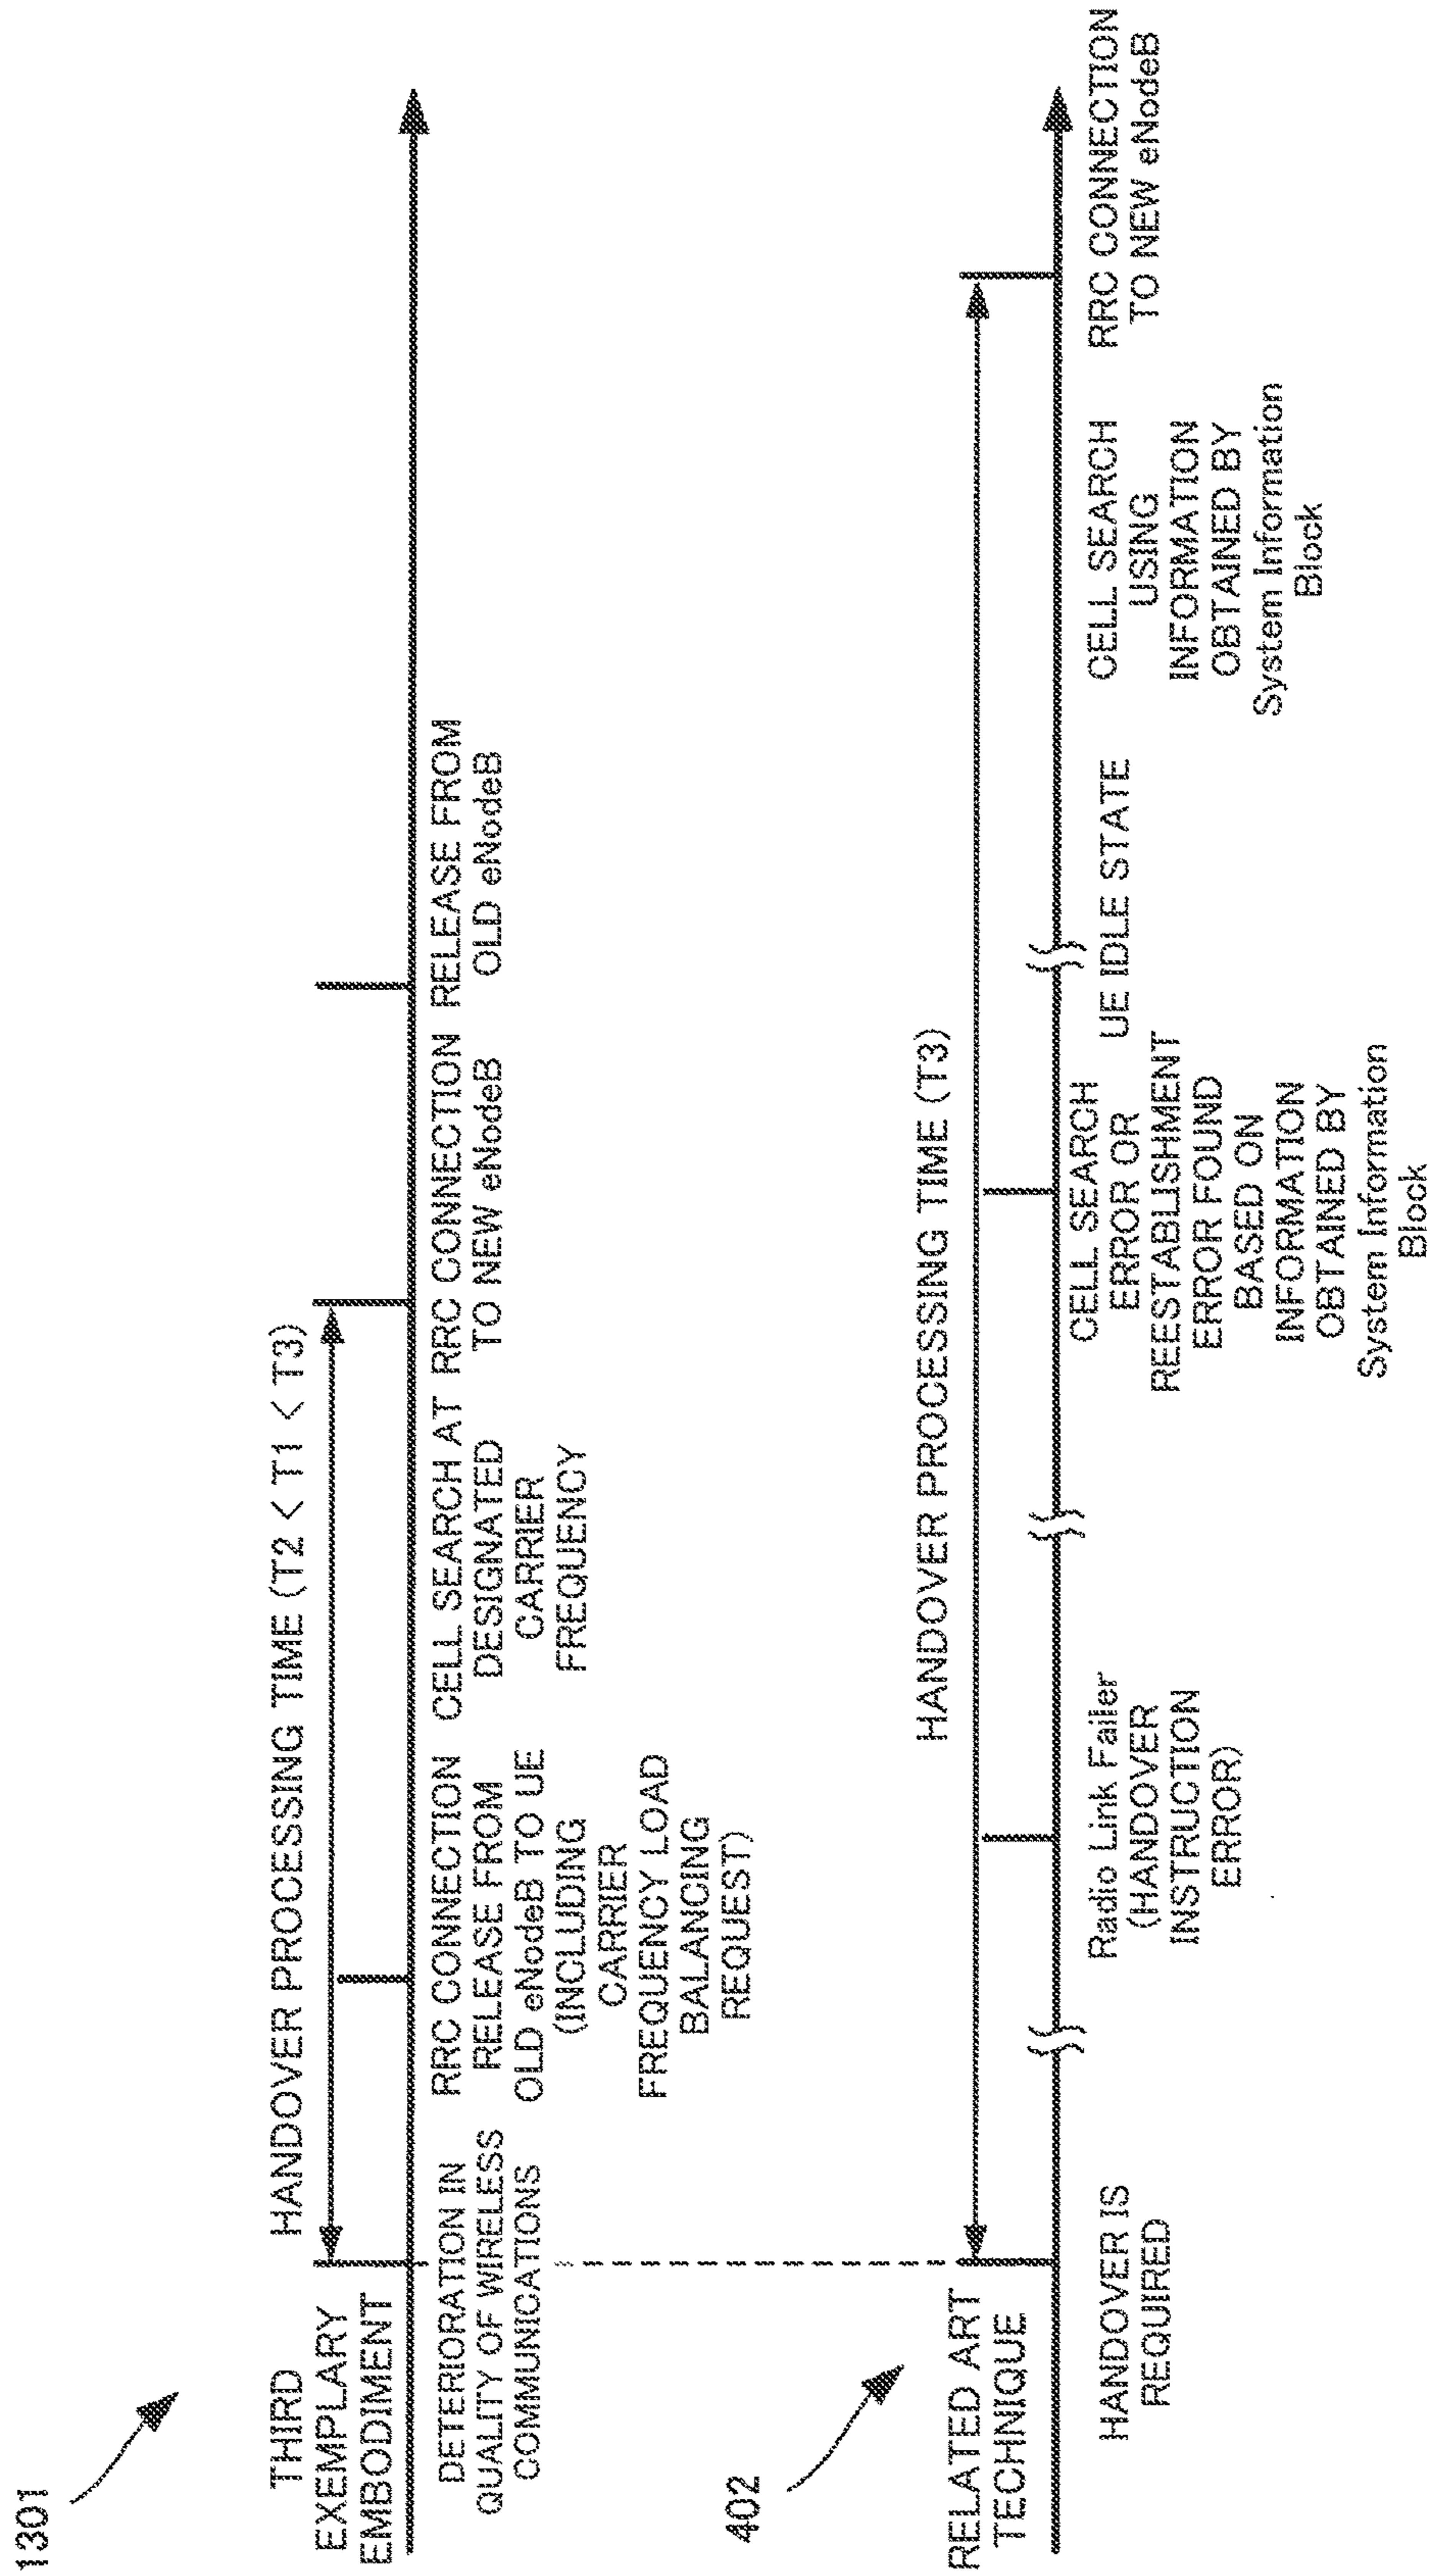 1301
THIRD
EXEMPLARY
EMBODIMENT
HANDOVER PROCESSING TIME (T2 < T1 < T3)
DETERIORATION IN
QUALITY OF WIRELESS
COMMUNICATIONS
RRC CONNECTION
RELEASE FROM
OLD eNodeB TO UE
(INCLUDING
CARRIER
FREQUENCY LOAD
BALANCING
REQUEST)
CELL SEARCH AT
DESIGNATED
CARRIER
FREQUENCY
RRC CONNECTION
TO NEW eNodeB
RELEASE FROM
OLD eNodeB
402
RELATED ART
TECHNIQUE
HANDOVER PROCESSING TIME (T3)
HANDOVER IS
REQUIRED
Radio Link Failer
(HANDOVER
INSTRUCTION
ERROR)
CELL SEARCH
ERROR OR
REESTABLISHMENT
ERROR FOUND
BASED ON
INFORMATION
OBTAINED BY
System Information
Block
UE IDLE STATE
CELL SEARCH
USING
INFORMATION
OBTAINED BY
System Information
Block
RRC CONNECTION
TO NEW eNodeB